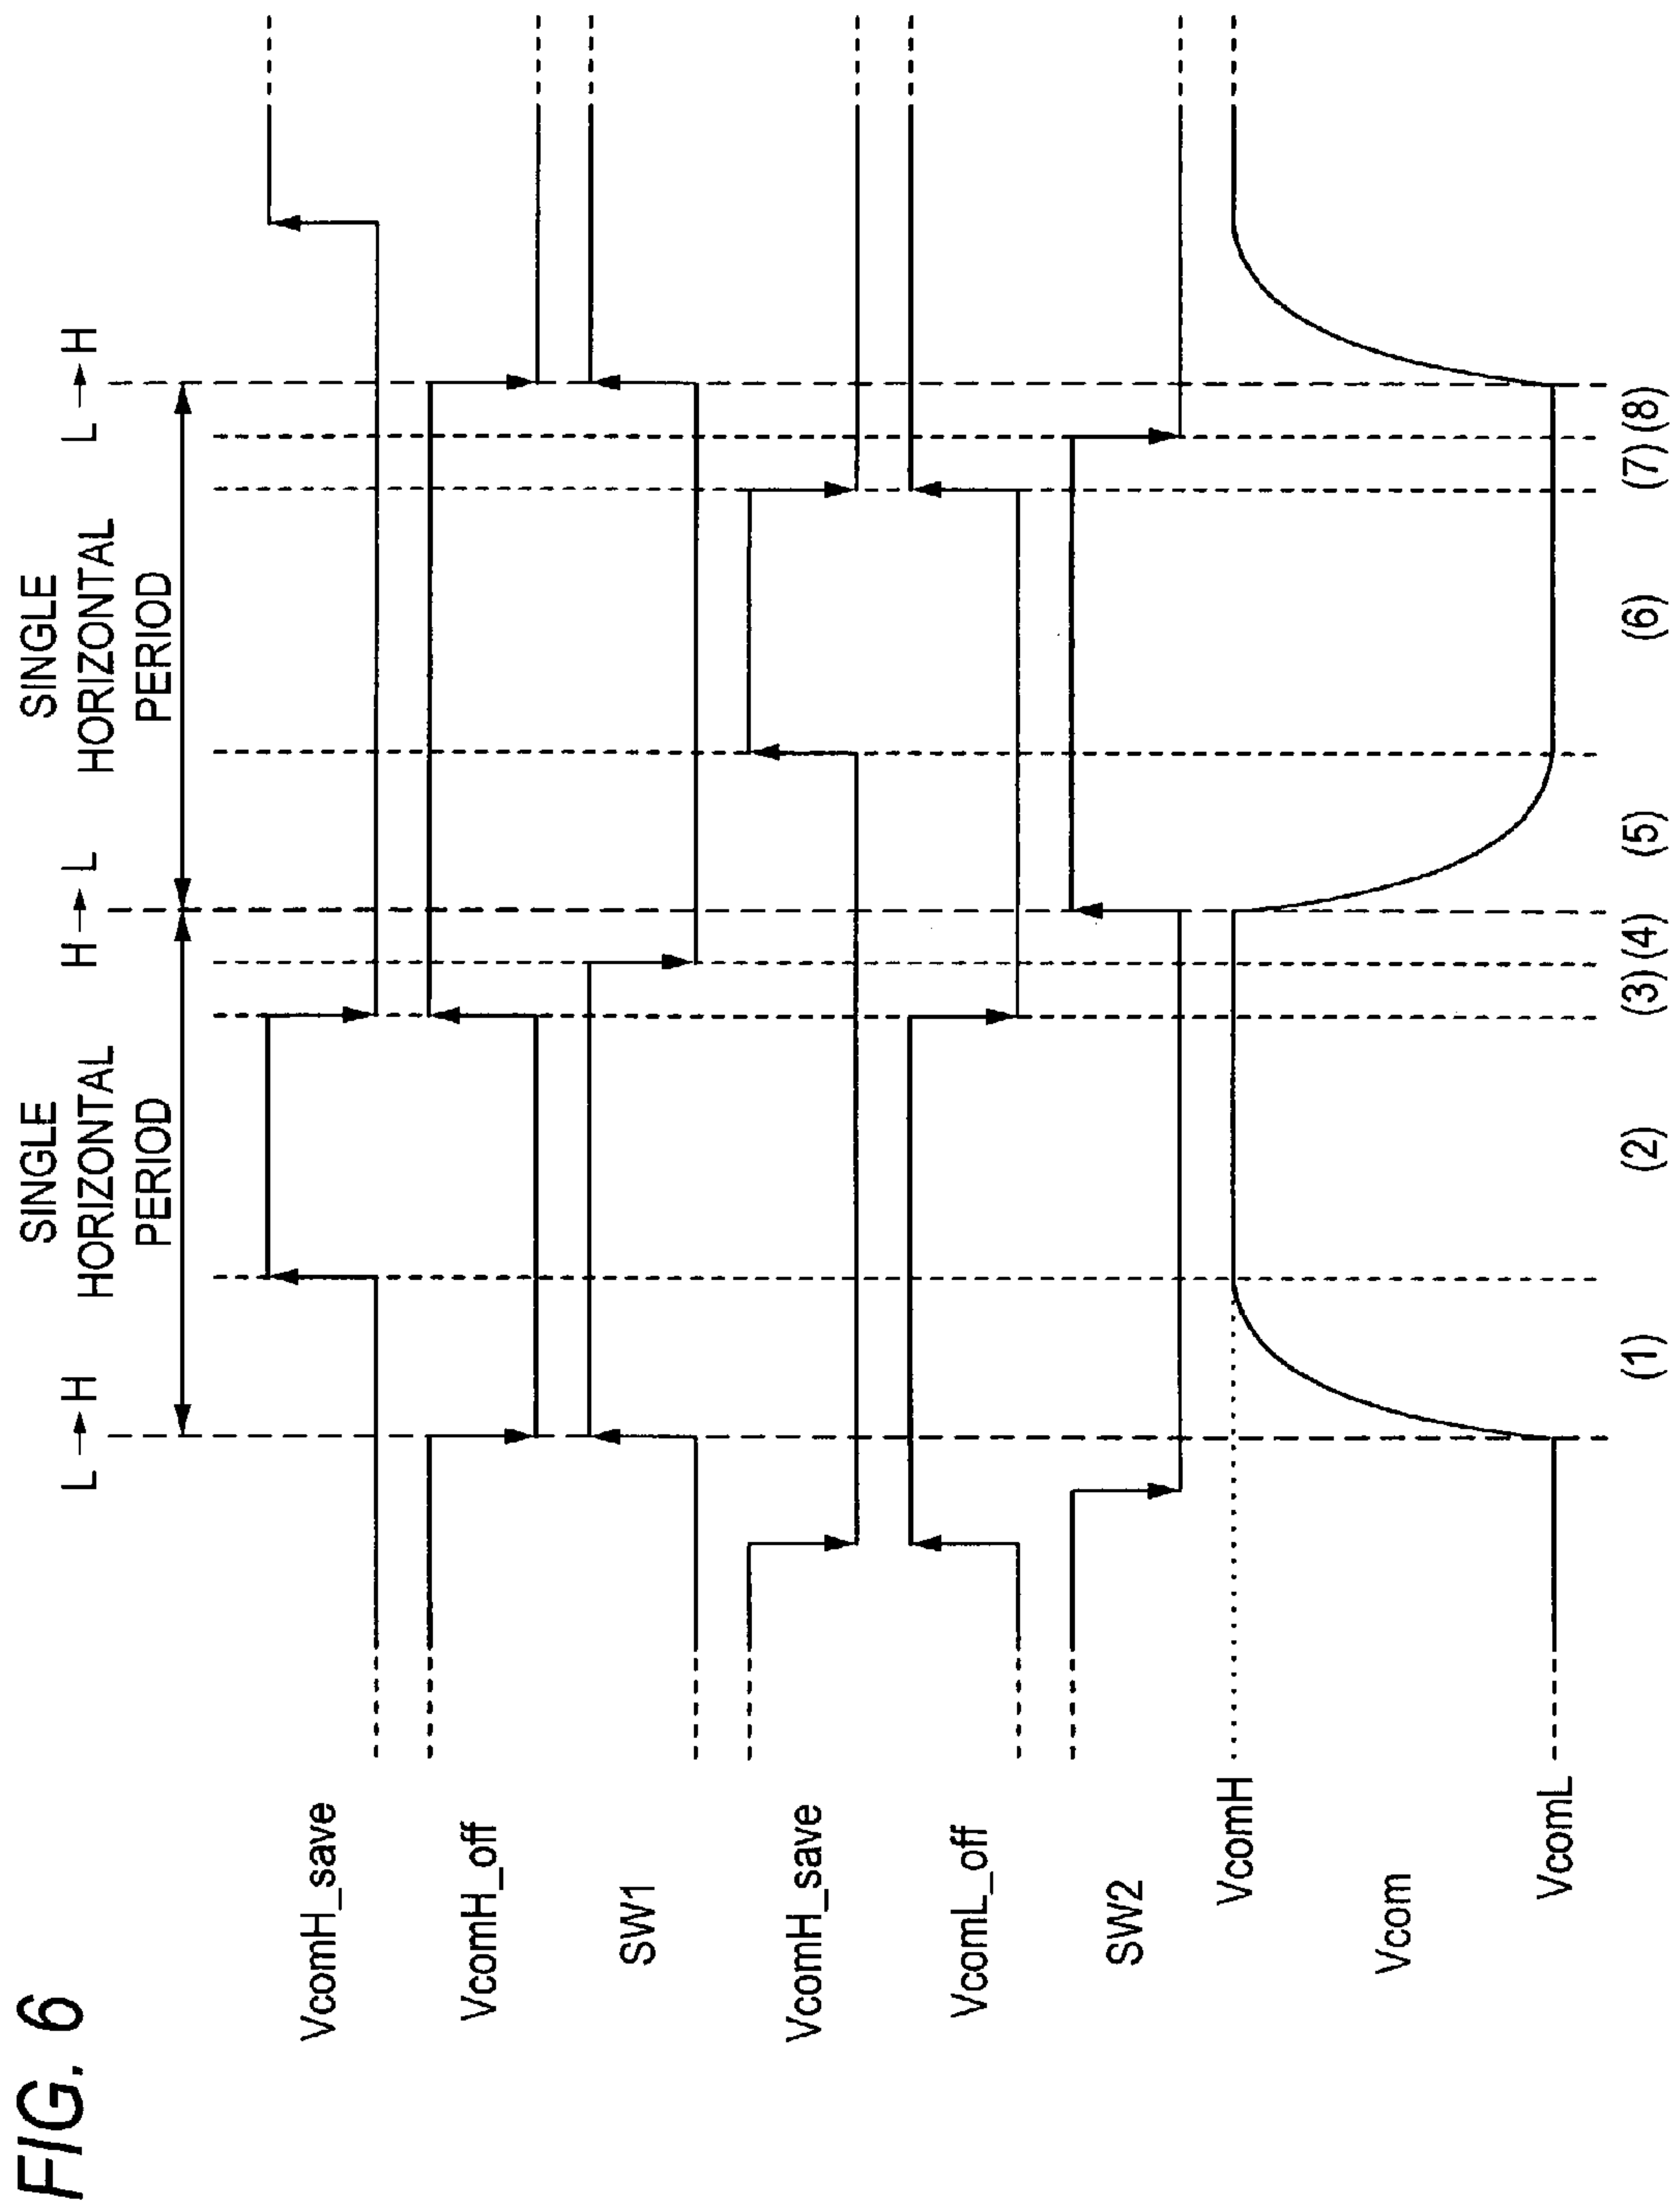 FIG. 6
SINGLE
HORIZONTAL
PERIOD
SINGLE
HORIZONTAL
PERIOD
L→H
H→L
L→H
VcomH_save
VcomH_off
SW1
VcomH_save
VcomL_off
SW2
VcomH
Vcom
VcomL
(1) (2) (3) (4) (5) (6) (7) (8)